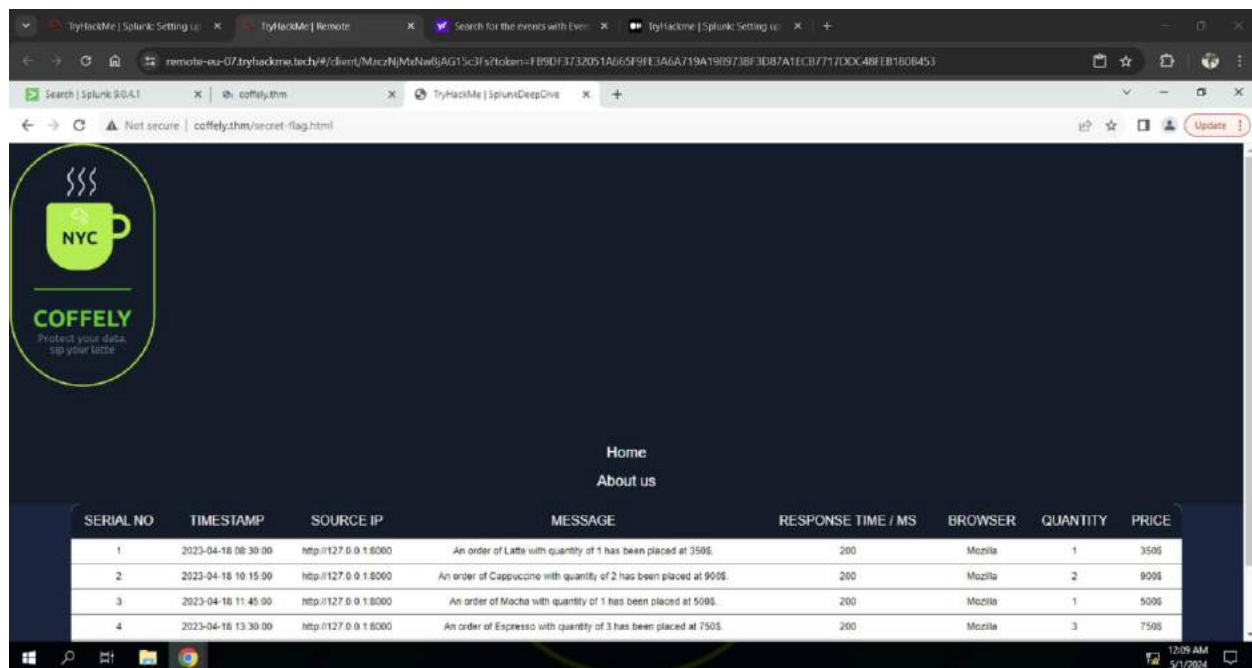 TryHackMe | Splunk: Setting up
TryHackMe | Remote
Search for the events with Even
TryHackme | Splunk: Setting up
Search | Splunk 9.0.4.1
coffely.thm
TryHackMe | SplunkDeepDive
Not secure | coffely.thm/secret-flag.html
Update
NYC
COFFELY
Protect your data,
sip your latte
Home
About us
SERIAL NO TIMESTAMP SOURCE IP MESSAGE RESPONSE TIME / MS BROWSER QUANTITY PRICE
1 2023-04-18 08:30:00 http://127.0.0.1:8000 An order of Latte with quantity of 1 has been placed at 350$. 200 Mozilla 1 350$
2 2023-04-18 10:15:00 http://127.0.0.1:8000 An order of Cappuccino with quantity of 2 has been placed at 900$. 200 Mozilla 2 900$
3 2023-04-18 11:45:00 http://127.0.0.1:8000 An order of Mocha with quantity of 1 has been placed at 500$. 200 Mozilla 1 500$
4 2023-04-18 13:30:00 http://127.0.0.1:8000 An order of Espresso with quantity of 3 has been placed at 750$. 200 Mozilla 3 750$
12:09 AM
5/1/2024